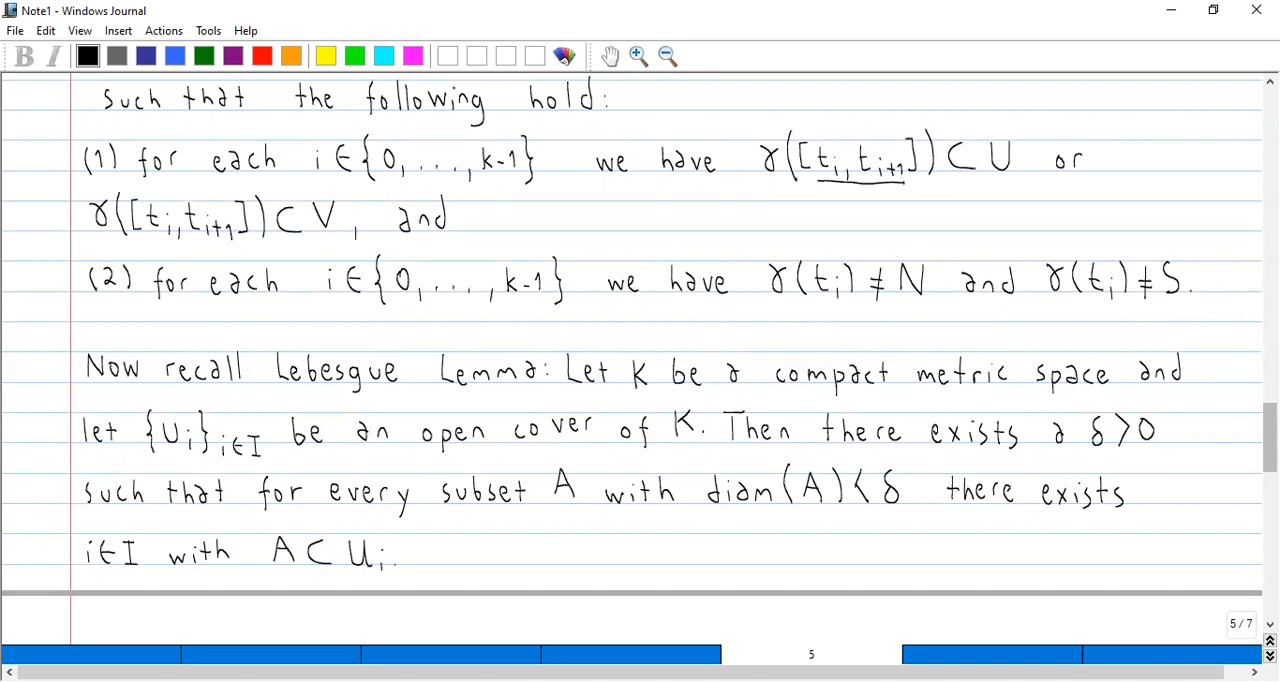 Note1 - Windows Journal
File Edit View Insert Actions Tools Help
B I
Such that the following hold:
(1) for each i ∈ {0, ..., k-1} we have γ([t_i, t_{i+1}]) ⊂ U or
γ([t_i, t_{i+1}]) ⊂ V, and
(2) for each i ∈ {0, ..., k-1} we have γ(t_i) ≠ N and γ(t_i) ≠ S.
Now recall Lebesgue Lemma: Let K be a compact metric space and
let {U_i}_{i∈I} be an open cover of K. Then there exists a δ > 0
such that for every subset A with diam(A) < δ there exists
i∈I with A ⊂ U_i.
5 / 7
5